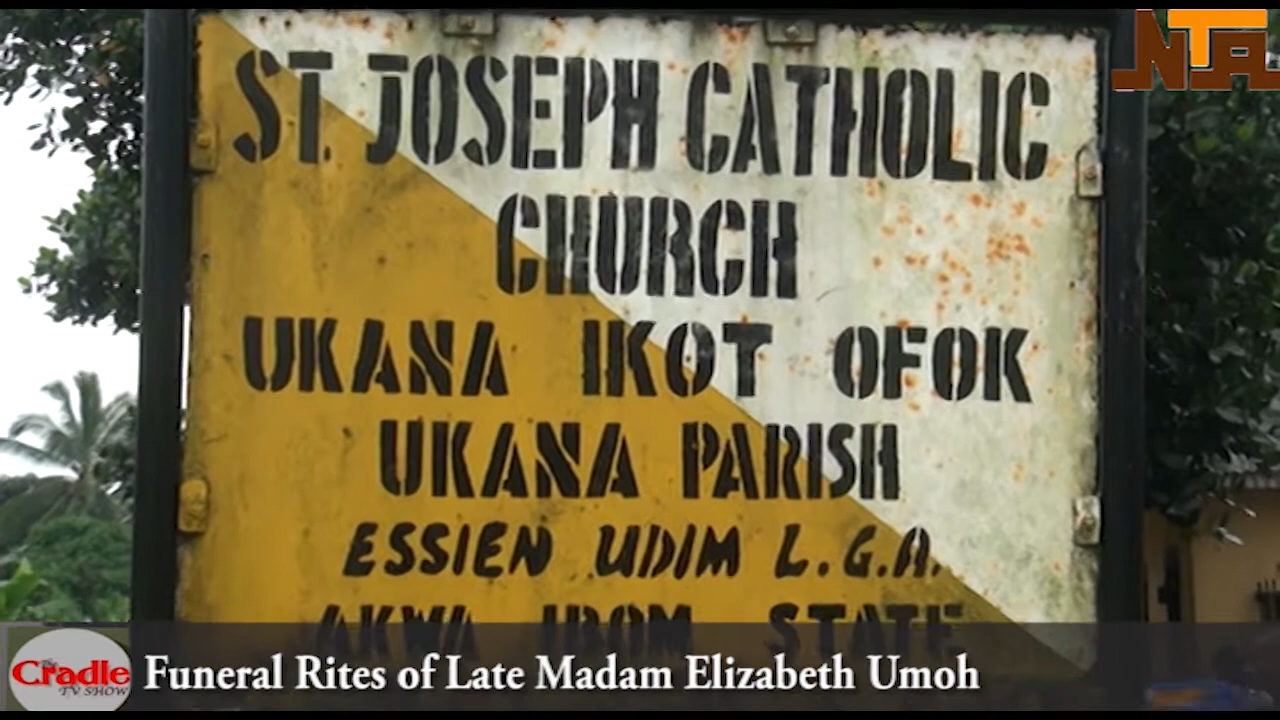 NTA
ST. JOSEPH CATHOLIC
CHURCH
UKANA IKOT OFOK
UKANA PARISH
ESSIEN UDIM L.G.A.
AKWA IBOM STATE
The Cradle
TV SHOW
Funeral Rites of Late Madam Elizabeth Umoh